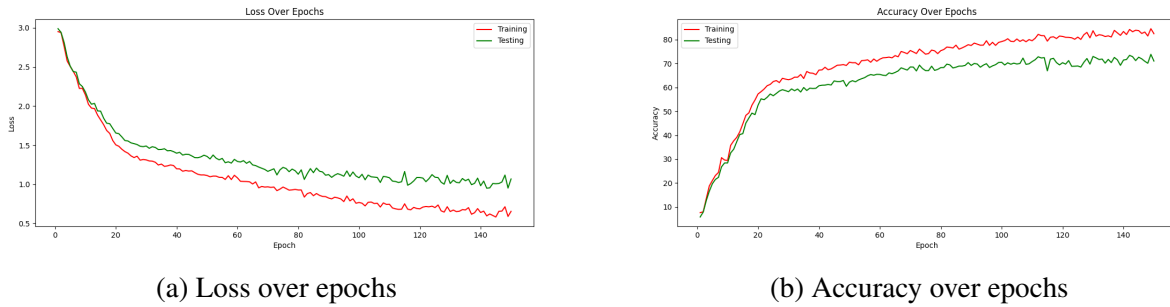 Loss Over Epochs
Training
Testing
3.0
2.5
2.0
1.5
1.0
0.5
Loss
0 20 40 60 80 100 120 140
Epoch
(a) Loss over epochs
Accuracy Over Epochs
Training
Testing
80
70
60
50
40
30
20
10
Accuracy
0 20 40 60 80 100 120 140
Epoch
(b) Accuracy over epochs